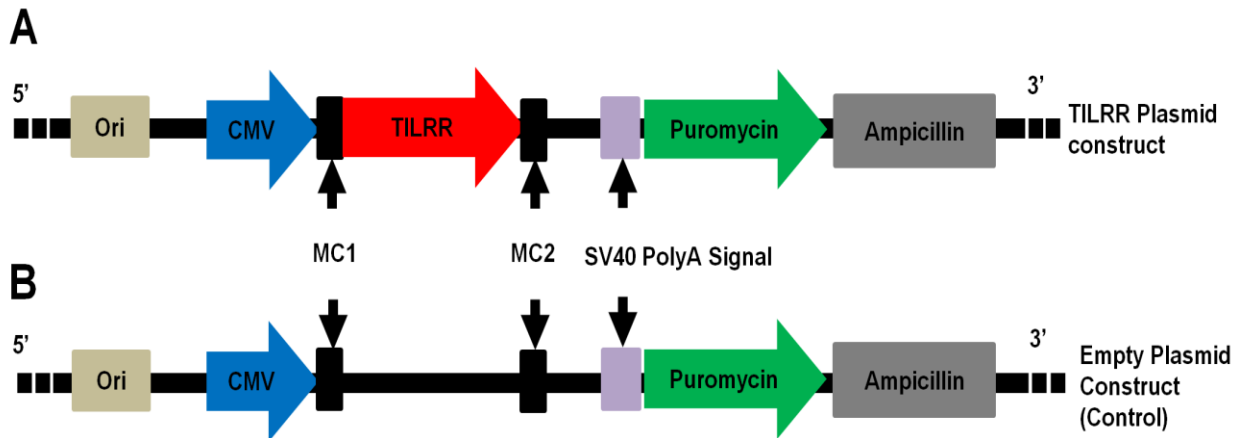 A
5’
3’
Ori
CMV
TILRR
Puromycin
Ampicillin
TILRR Plasmid
construct
MC1
MC2
SV40 PolyA Signal
B
5’
3’
Ori
CMV
Puromycin
Ampicillin
Empty Plasmid
Construct
(Control)